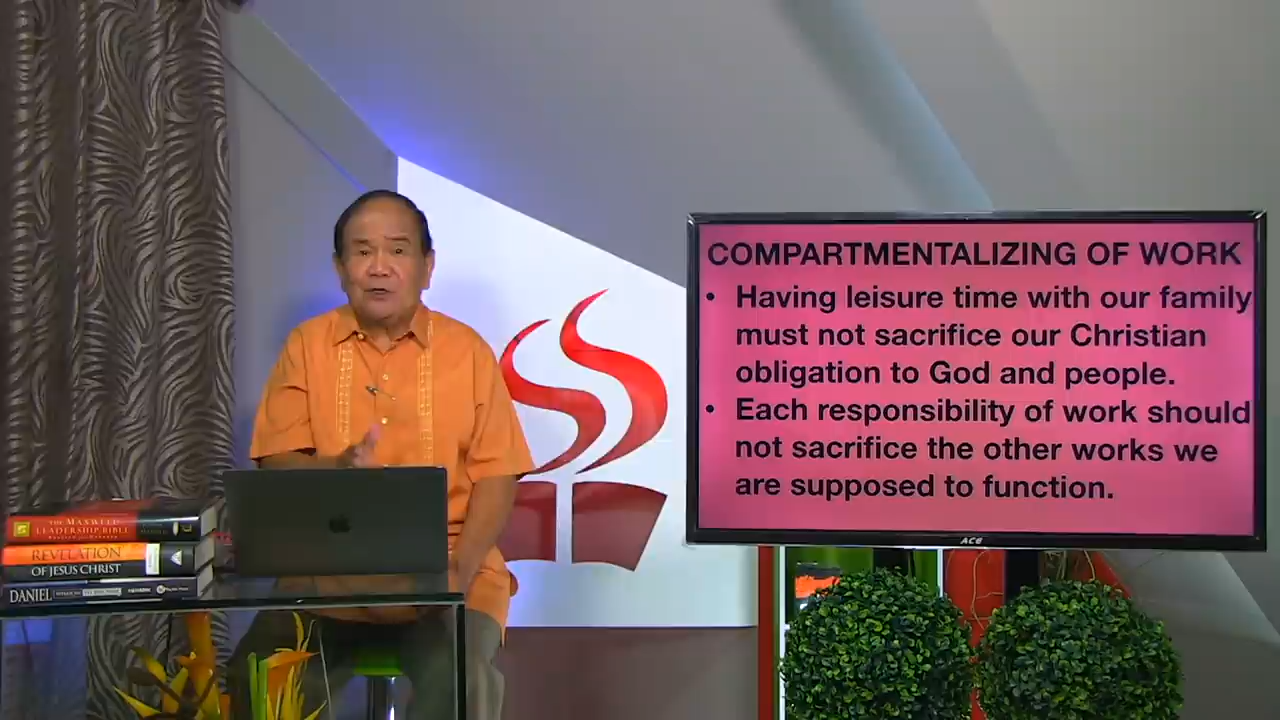 COMPARTMENTALIZING OF WORK
• Having leisure time with our family
must not sacrifice our Christian
obligation to God and people.
• Each responsibility of work should
not sacrifice the other works we
are supposed to function.
ACE
THE MAXWELL
LEADERSHIP BIBLE
REVELATION
OF JESUS CHRIST
DANIEL